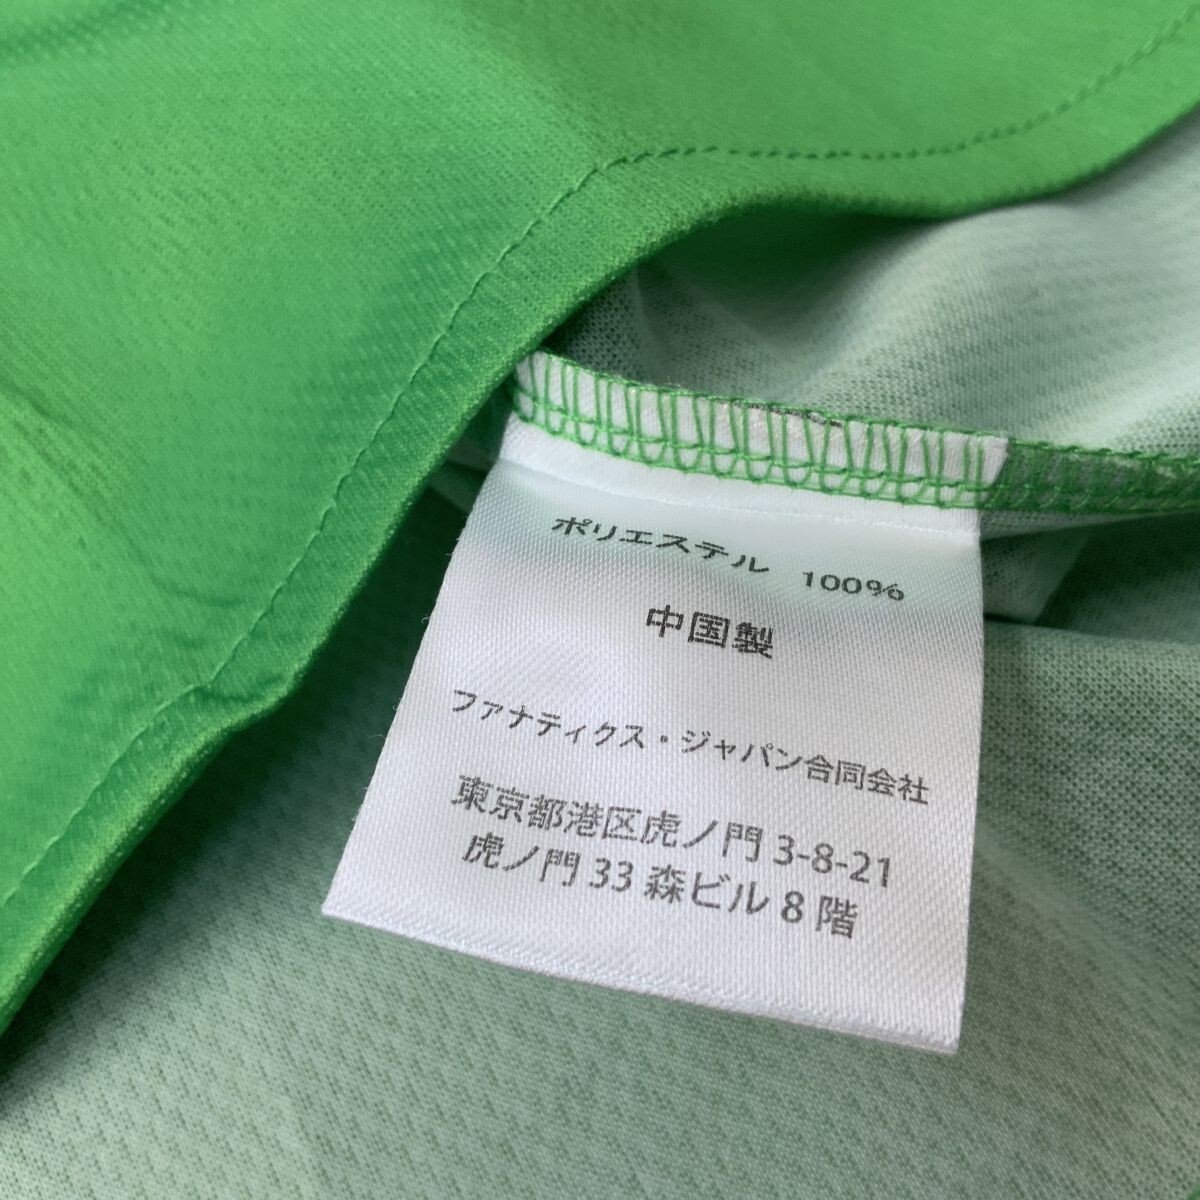 ポリエステル 100%
中国製
ファナティクス・ジャパン合同会社
東京都港区虎ノ門 3-8-21
虎ノ門 33 森ビル 8 階